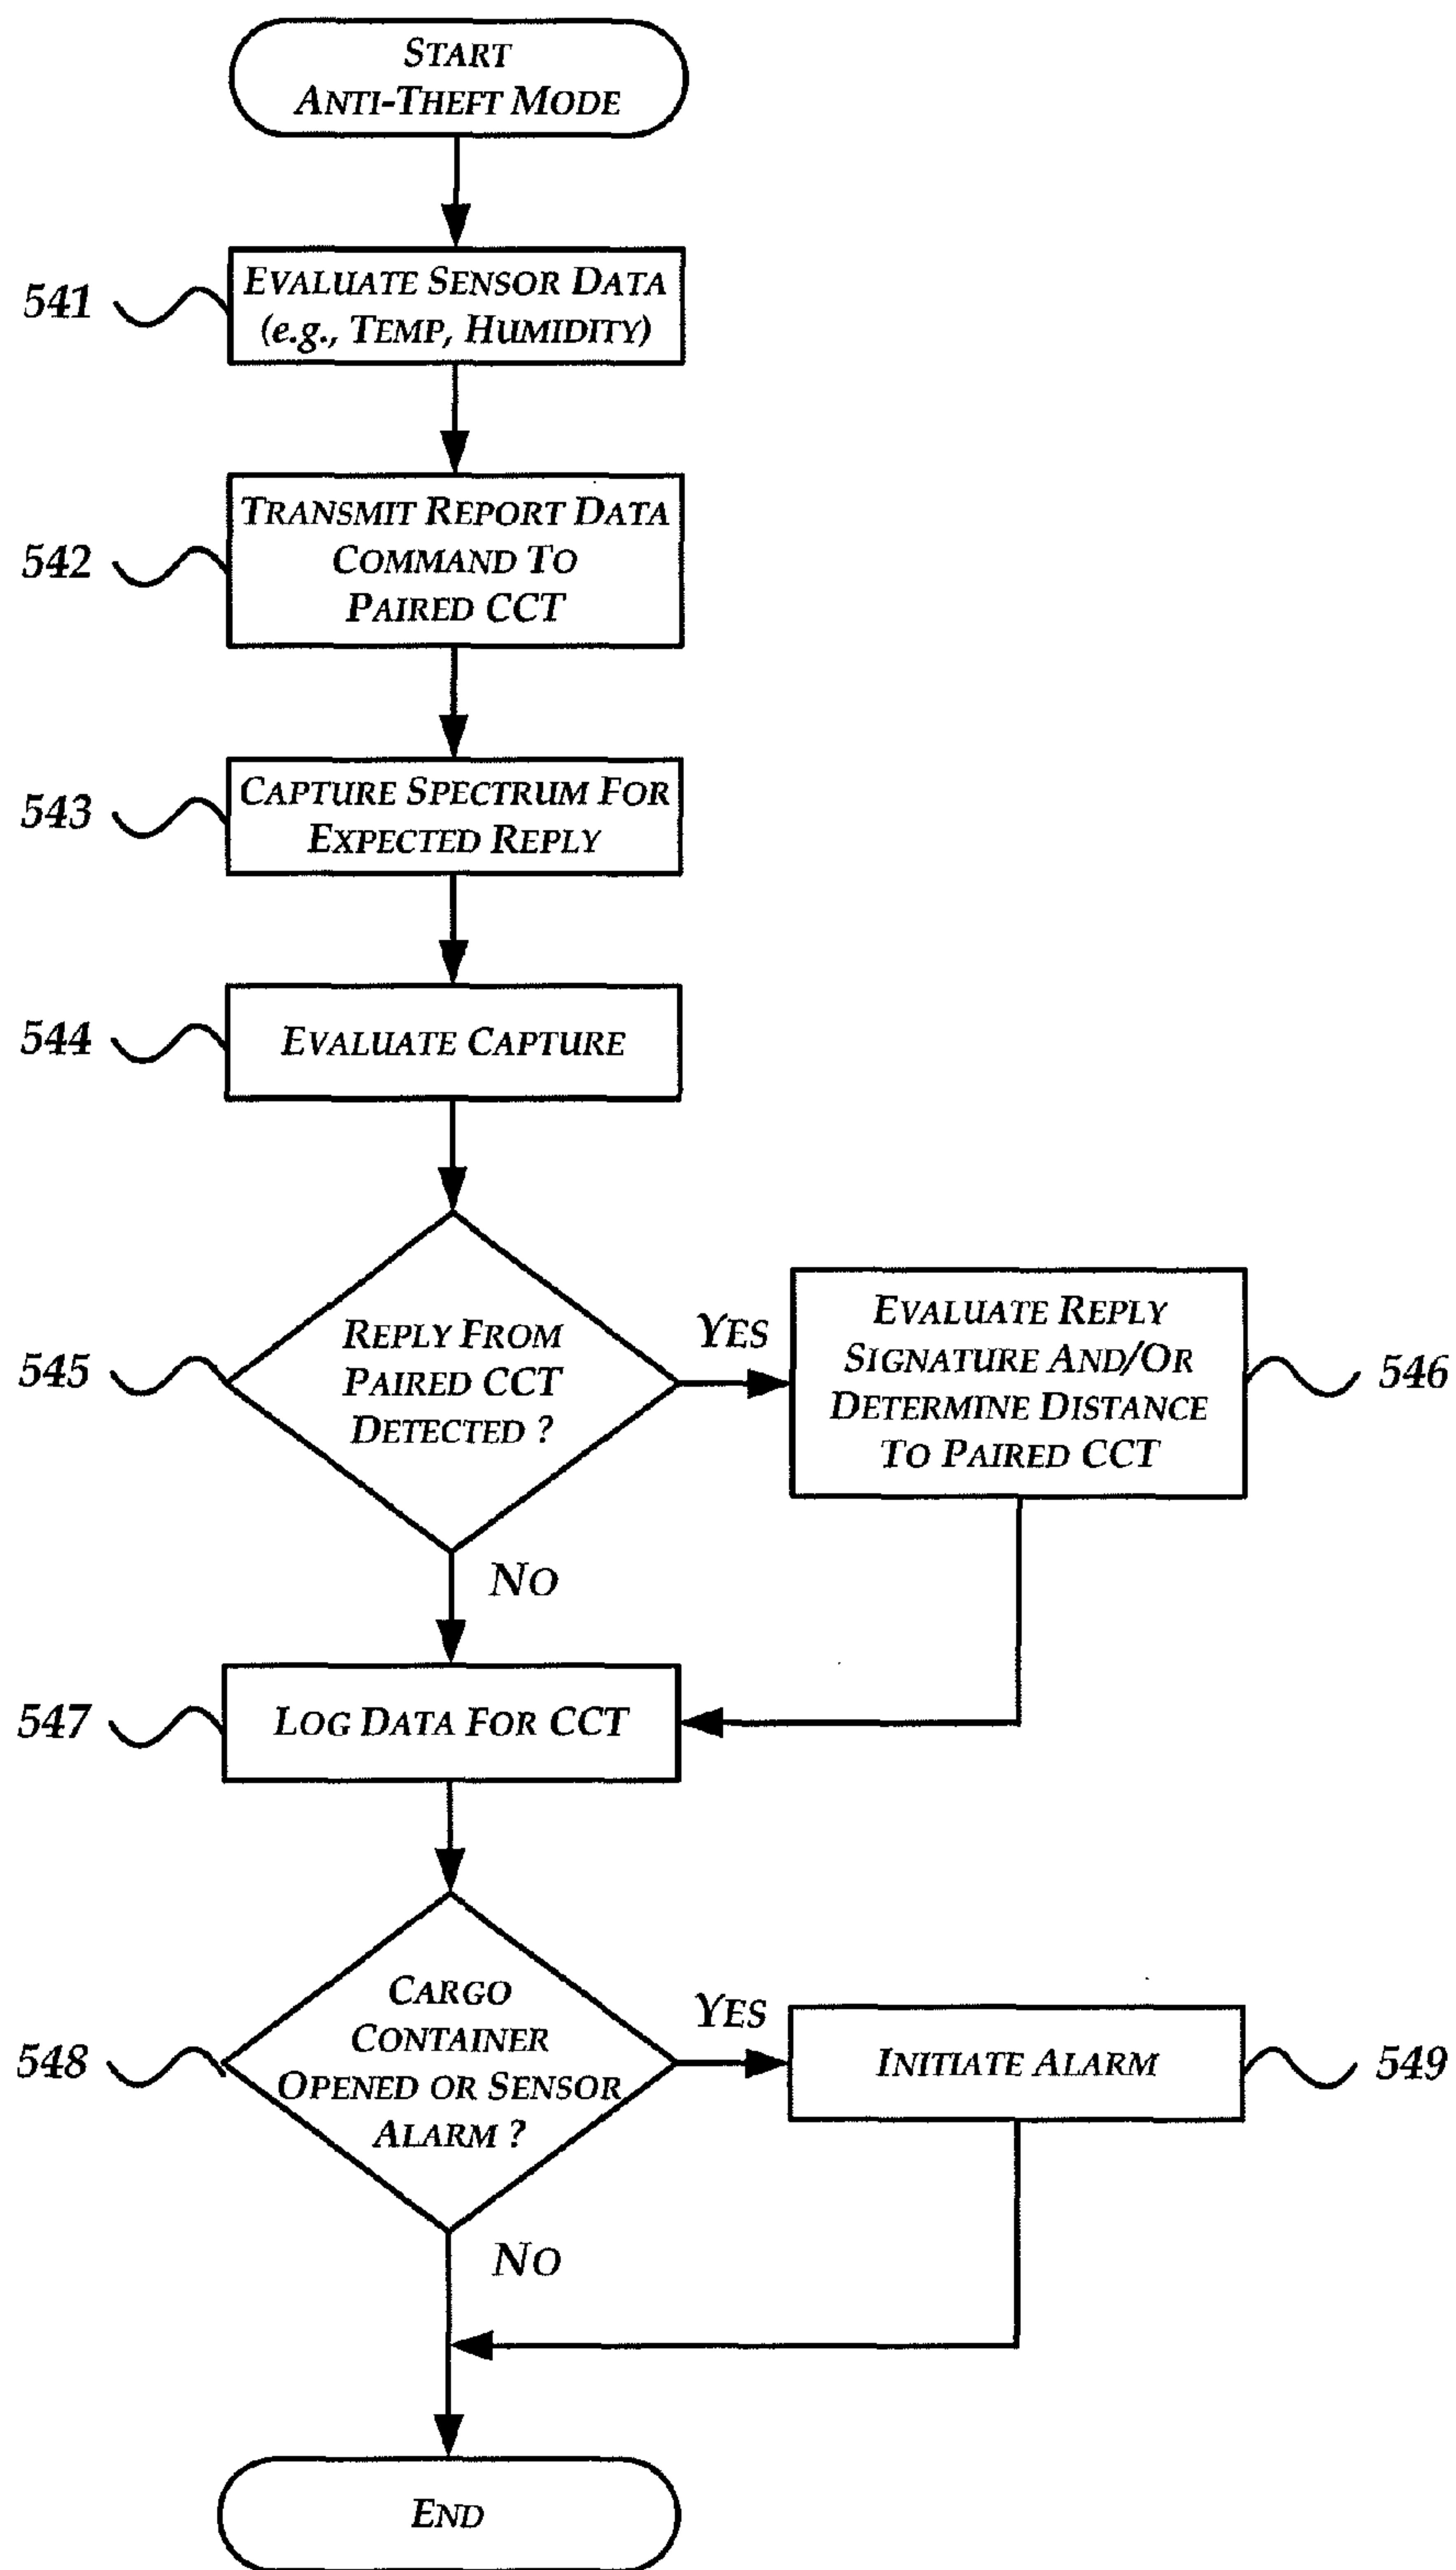 START
ANTI-THEFT MODE
541
EVALUATE SENSOR DATA
(e.g., TEMP, HUMIDITY)
542
TRANSMIT REPORT DATA
COMMAND TO
PAIRED CCT
543
CAPTURE SPECTRUM FOR
EXPECTED REPLY
544
EVALUATE CAPTURE
545
REPLY FROM
PAIRED CCT
DETECTED ?
YES
EVALUATE REPLY
SIGNATURE AND/OR
DETERMINE DISTANCE
TO PAIRED CCT
546
NO
547
LOG DATA FOR CCT
548
CARGO
CONTAINER
OPENED OR SENSOR
ALARM ?
YES
INITIATE ALARM
549
NO
END